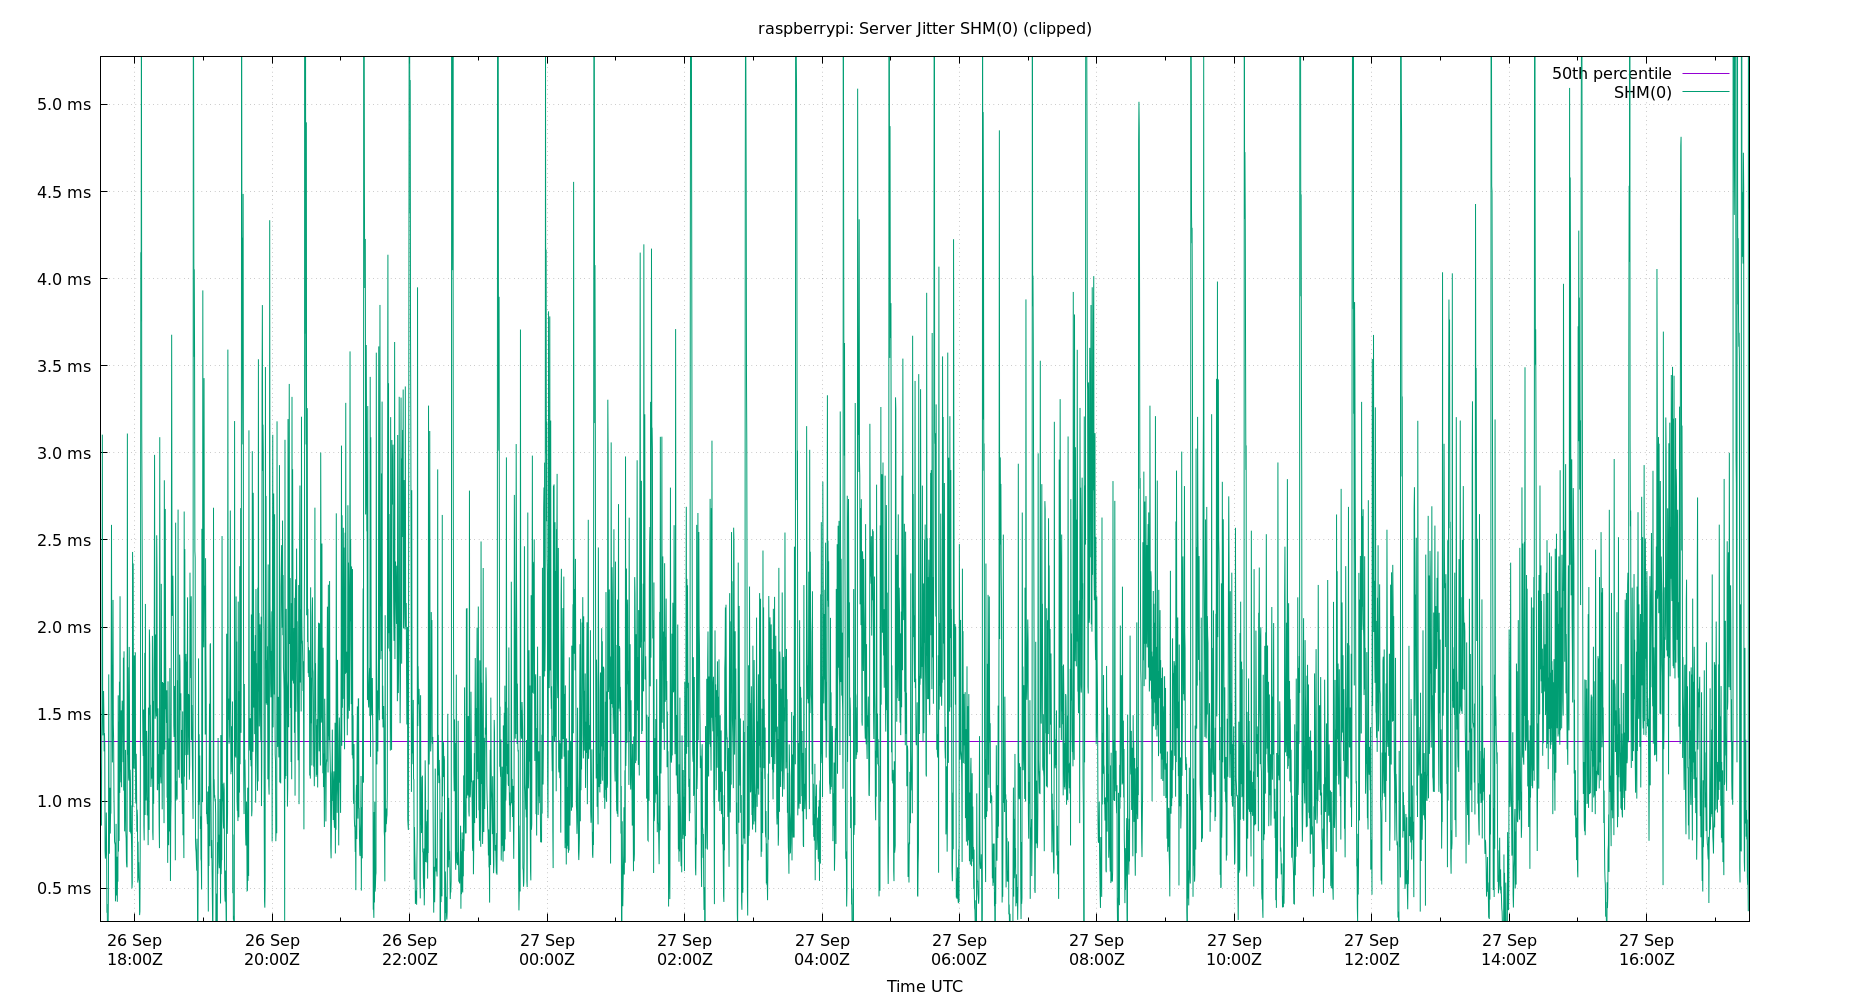 raspberrypi: Server Jitter SHM(0) (clipped)
50th percentile
SHM(0)
5.0 ms
4.5 ms
4.0 ms
3.5 ms
3.0 ms
2.5 ms
2.0 ms
1.5 ms
1.0 ms
0.5 ms
26 Sep 26 Sep 26 Sep 27 Sep 27 Sep 27 Sep 27 Sep 27 Sep 27 Sep 27 Sep 27 Sep 27 Sep
18:00Z 20:00Z 22:00Z 00:00Z 02:00Z 04:00Z 06:00Z 08:00Z 10:00Z 12:00Z 14:00Z 16:00Z
Time UTC